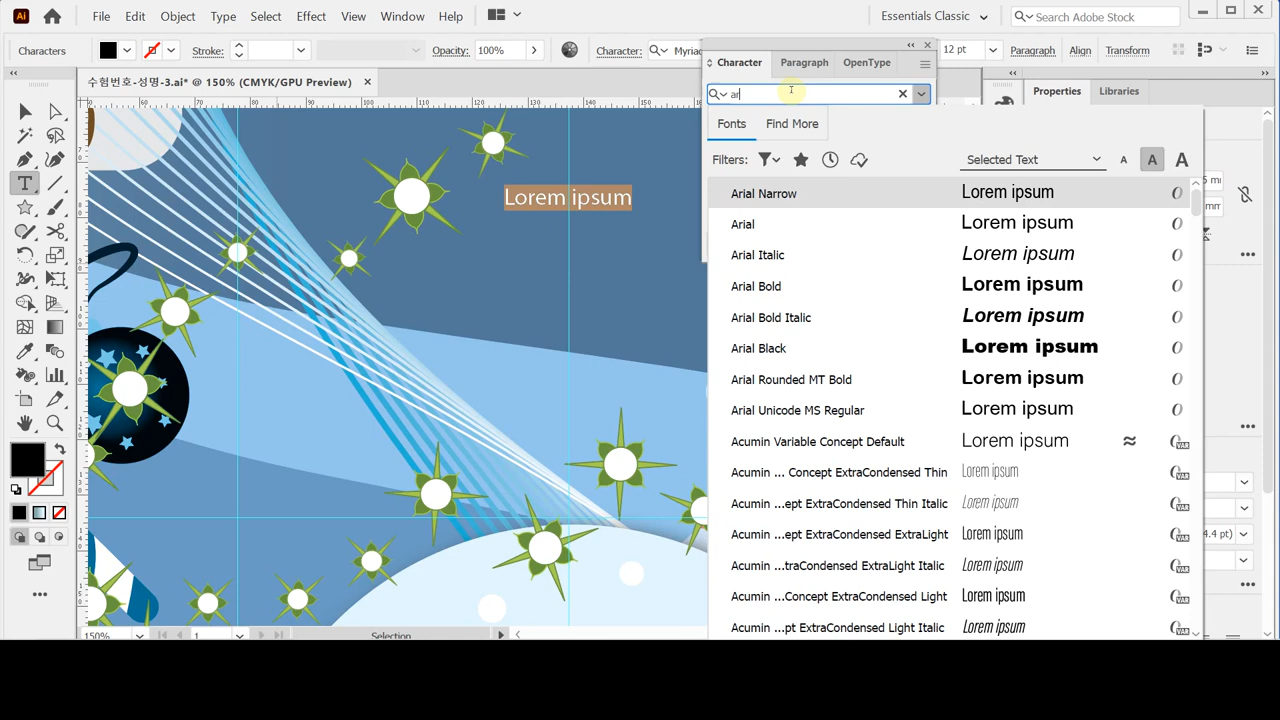 Ai File Edit Object Type Select Effect View Window Help Essentials Classic Search Adobe Stock
Characters Stroke: Opacity: 100% Character: Myriad 12 pt Paragraph Align Transform
수험번호-성명-3.ai* @ 150% (CMYK/GPU Preview)
Character Paragraph OpenType
Properties Libraries
ar
Fonts Find More
Filters: Selected Text A A A
Lorem ipsum
Arial Narrow Lorem ipsum
Arial Lorem ipsum
Arial Italic Lorem ipsum
Arial Bold Lorem ipsum
Arial Bold Italic Lorem ipsum
Arial Black Lorem ipsum
Arial Rounded MT Bold Lorem ipsum
Arial Unicode MS Regular Lorem ipsum
Acumin Variable Concept Default Lorem ipsum
Acumin ... Concept ExtraCondensed Thin Lorem ipsum
Acumin ...ept ExtraCondensed Thin Italic Lorem ipsum
Acumin ...ept ExtraCondensed ExtraLight Lorem ipsum
Acumin ...traCondensed ExtraLight Italic Lorem ipsum
Acumin ...Concept ExtraCondensed Light Lorem ipsum
Acumin ...pt ExtraCondensed Light Italic Lorem ipsum
4.4 pt)
150% 1 Selection